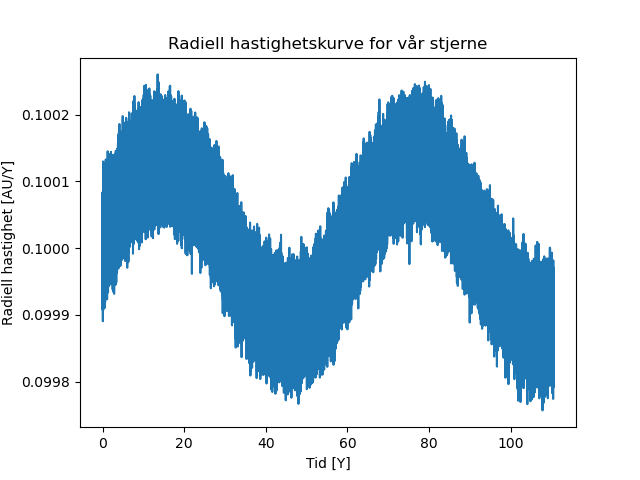 Radiell hastighetskurve for vår stjerne
Radiell hastighet [AU/Y]
0.1002
0.1001
0.1000
0.0999
0.0998
0 20 40 60 80 100
Tid [Y]